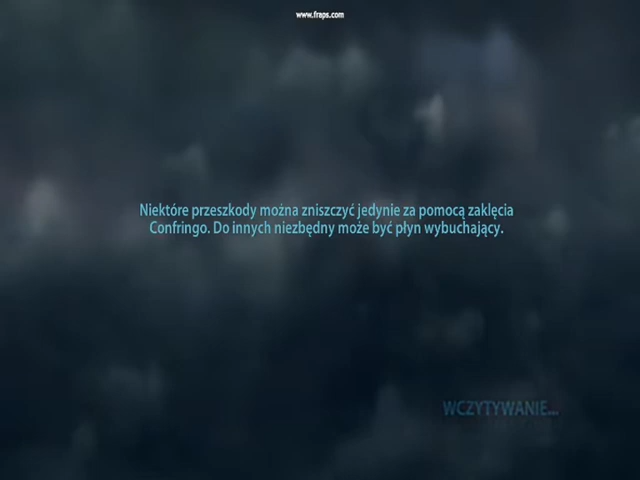 www.fraps.com
Niektóre przeszkody można zniszczyć jedynie za pomocą zaklęcia
Confringo. Do innych niezbędny może być płyn wybuchający.
WCZYTYWANIE...